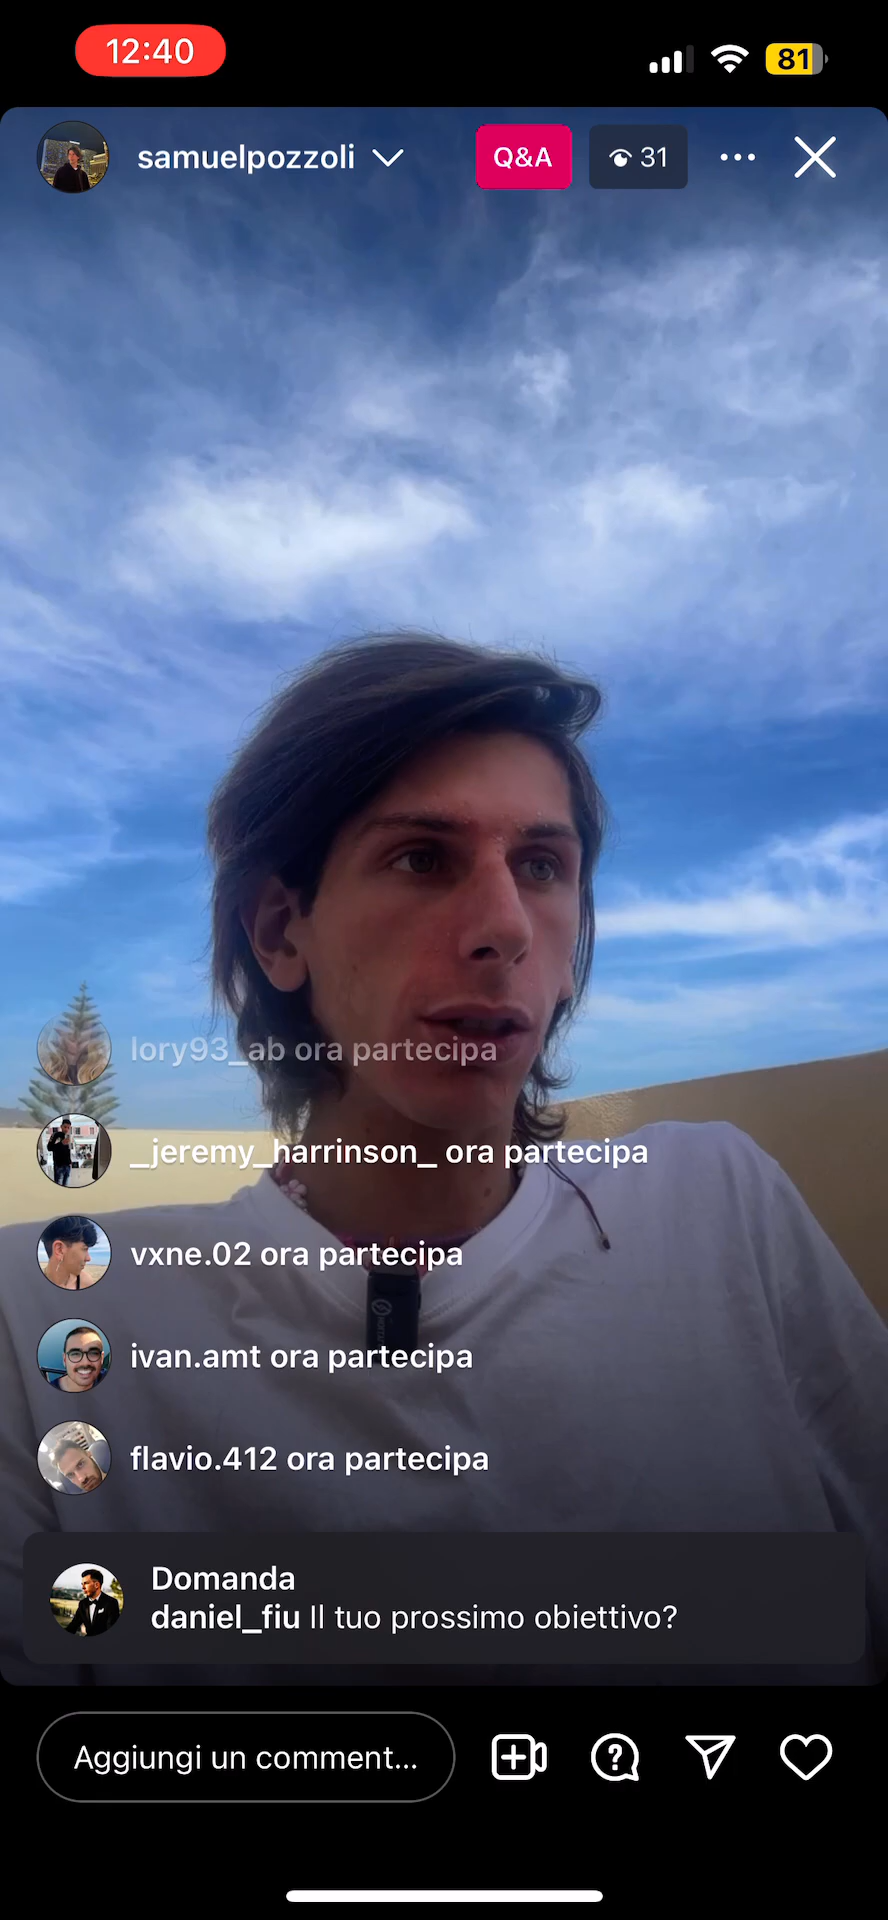 12:40
81
samuelpozzoli
Q&A
31
lory93_ab ora partecipa
_jeremy_harrinson_ ora partecipa
vxne.02 ora partecipa
ivan.amt ora partecipa
flavio.412 ora partecipa
Domanda
daniel_fiu Il tuo prossimo obiettivo?
Aggiungi un comment...